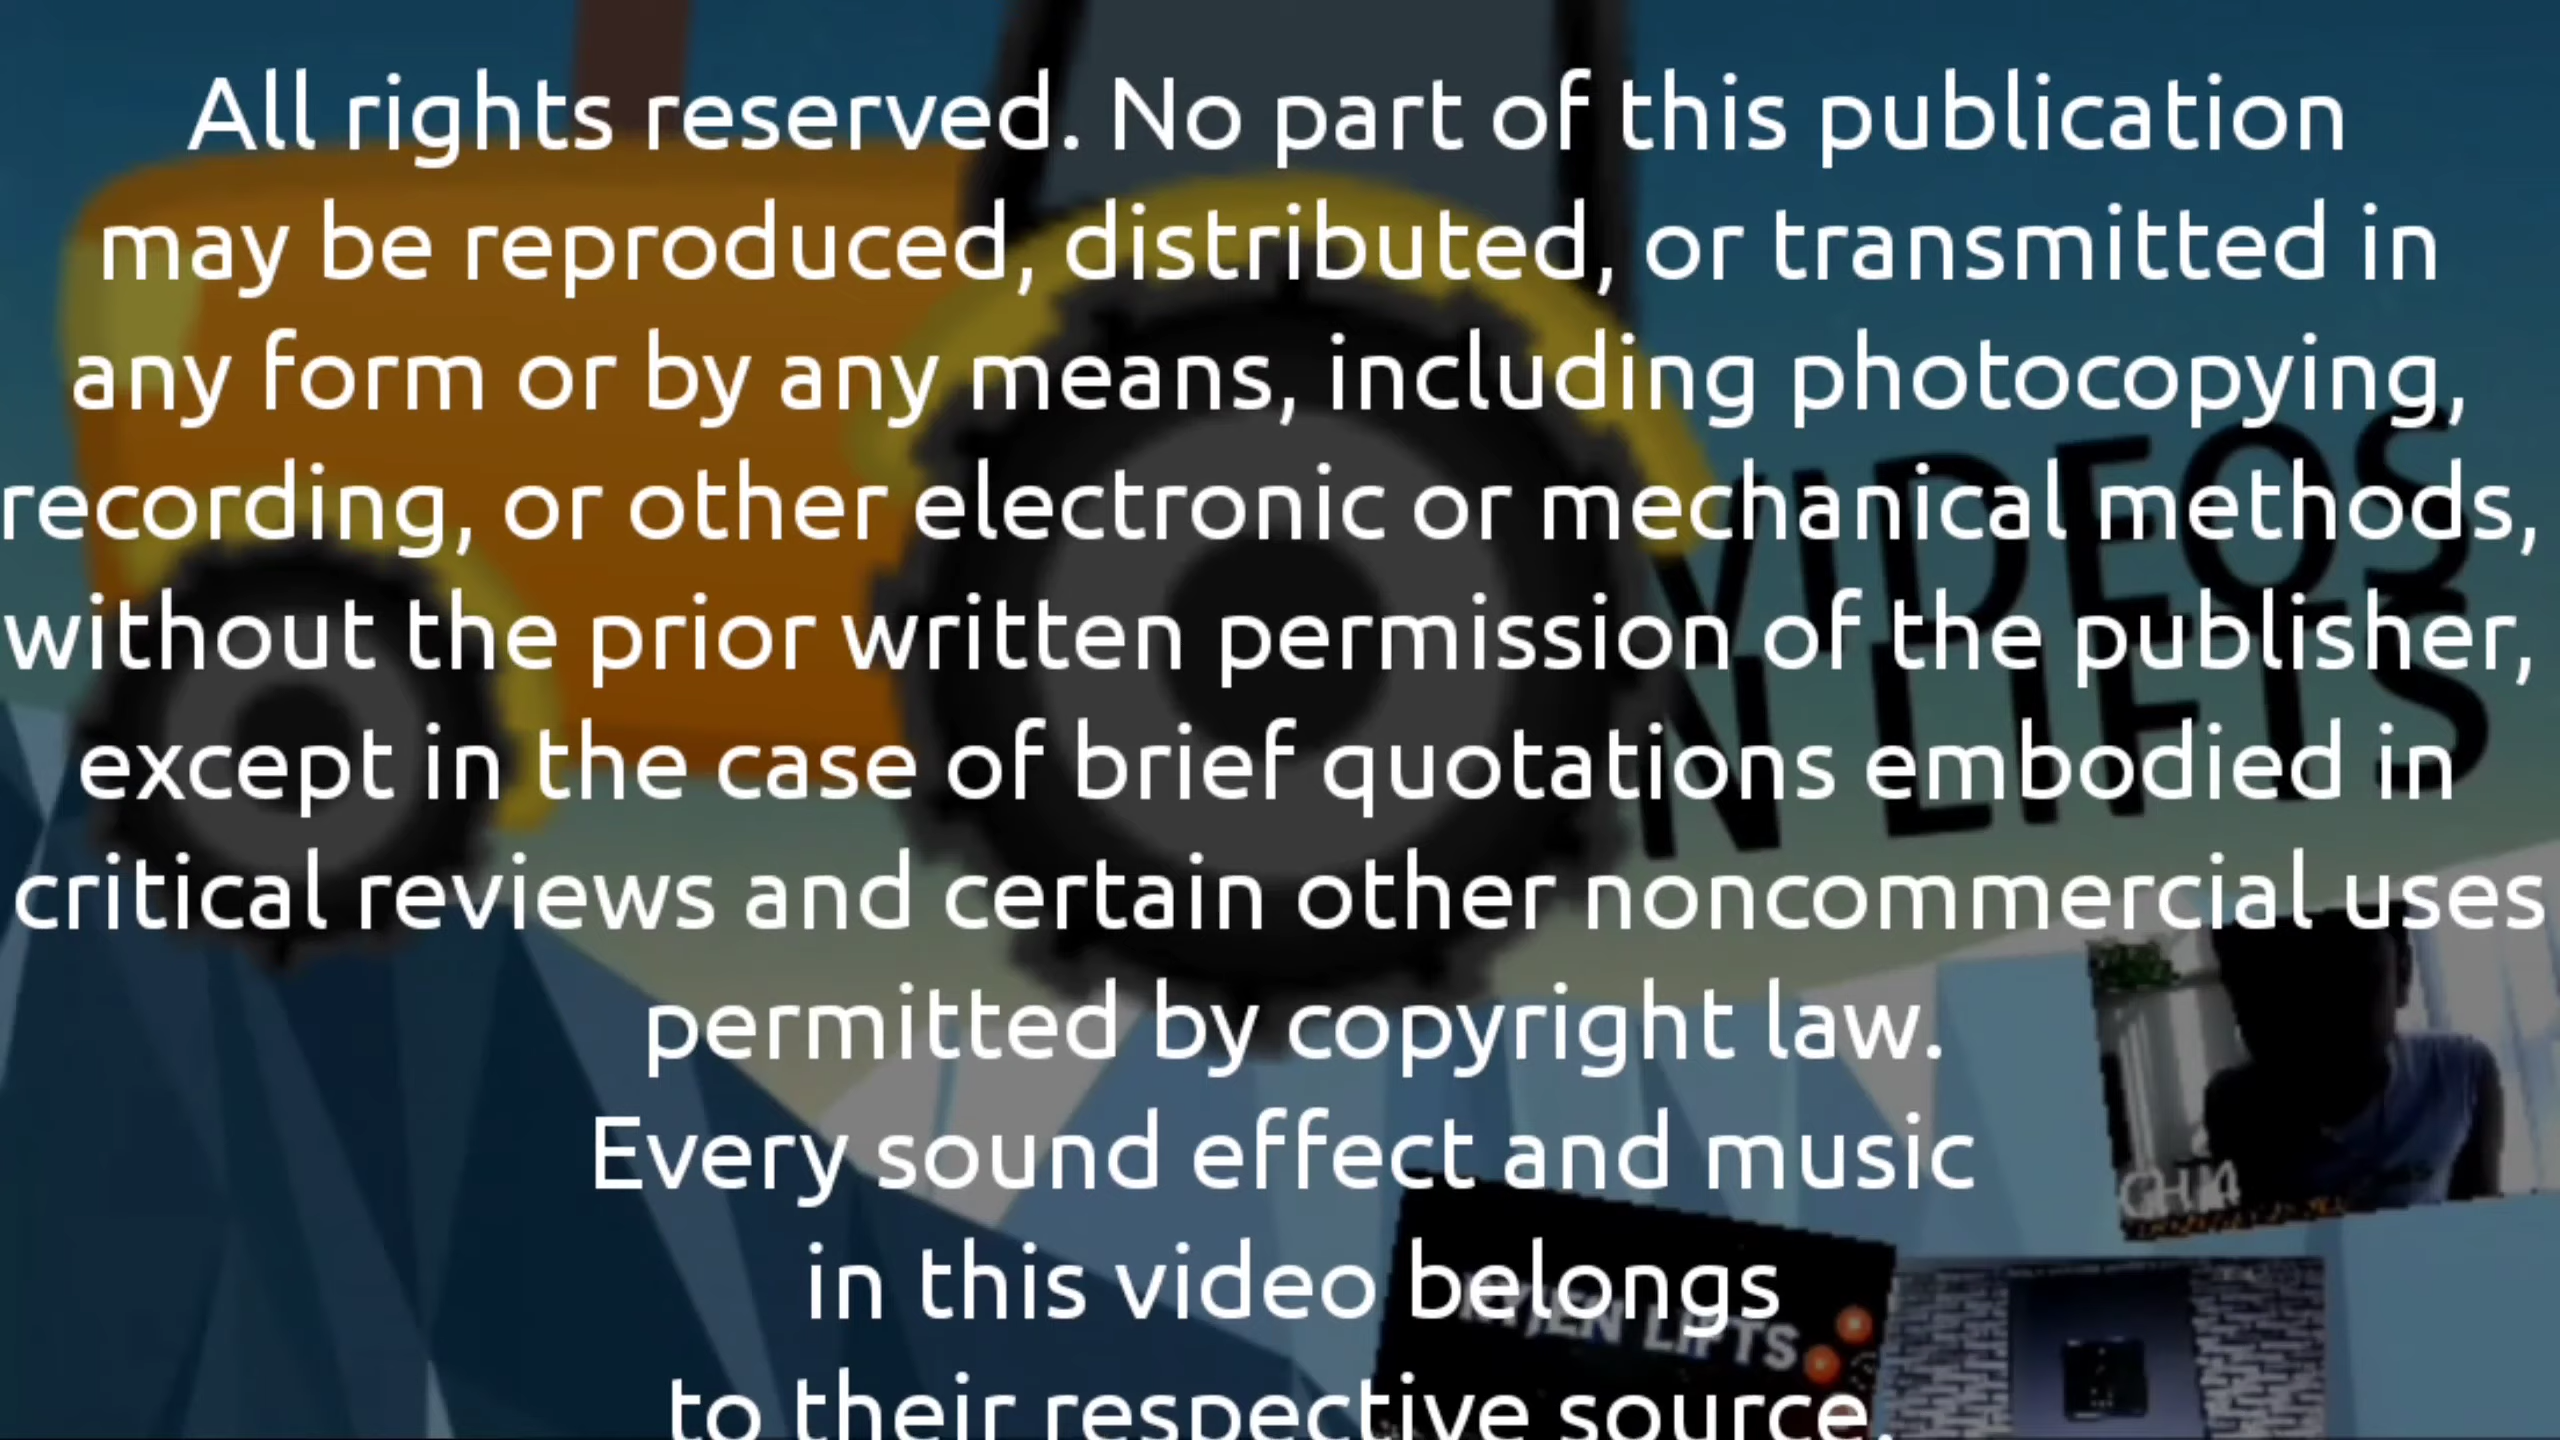 All rights reserved. No part of this publication
may be reproduced, distributed, or transmitted in
any form or by any means, including photocopying,
recording, or other electronic or mechanical methods,
without the prior written permission of the publisher,
except in the case of brief quotations embodied in
critical reviews and certain other noncommercial uses
permitted by copyright law.
Every sound effect and music
in this video belongs
to their respective source.
VIDEOS
LIFTS
LIFTS